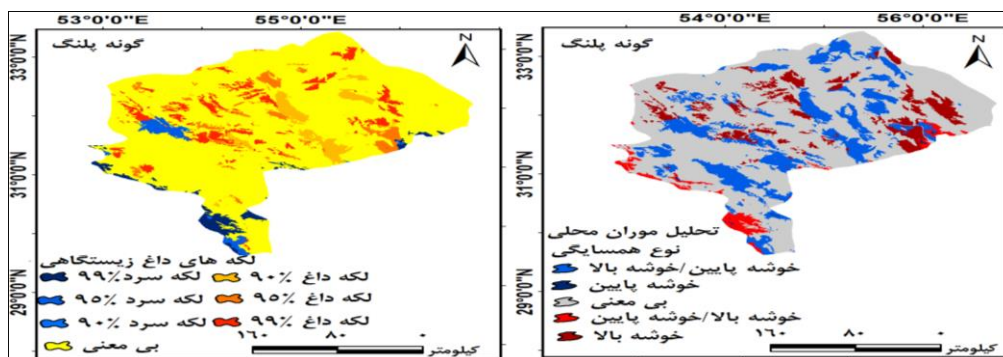 53°0'0"E
55°0'0"E
گونه پلنگ
N
33°0'0"N
31°0'0"N
29°0'0"N
لکه های داغ زیستگاهی
لکه سرد ۹۹%
لکه داغ ۹۰%
لکه سرد ۹۵%
لکه داغ ۹۵%
لکه سرد ۹۰%
لکه داغ ۹۹%
بی معنی
۱۶۰
۸۰
۰
کیلومتر
54°0'0"E
56°0'0"E
گونه پلنگ
N
33°0'0"N
31°0'0"N
29°0'0"N
تحلیل موران محلی
نوع همسایگی
خوشه پایین/خوشه بالا
خوشه پایین
بی معنی
خوشه بالا/خوشه پایین
خوشه بالا
۱۶۰
۸۰
۰
کیلومتر